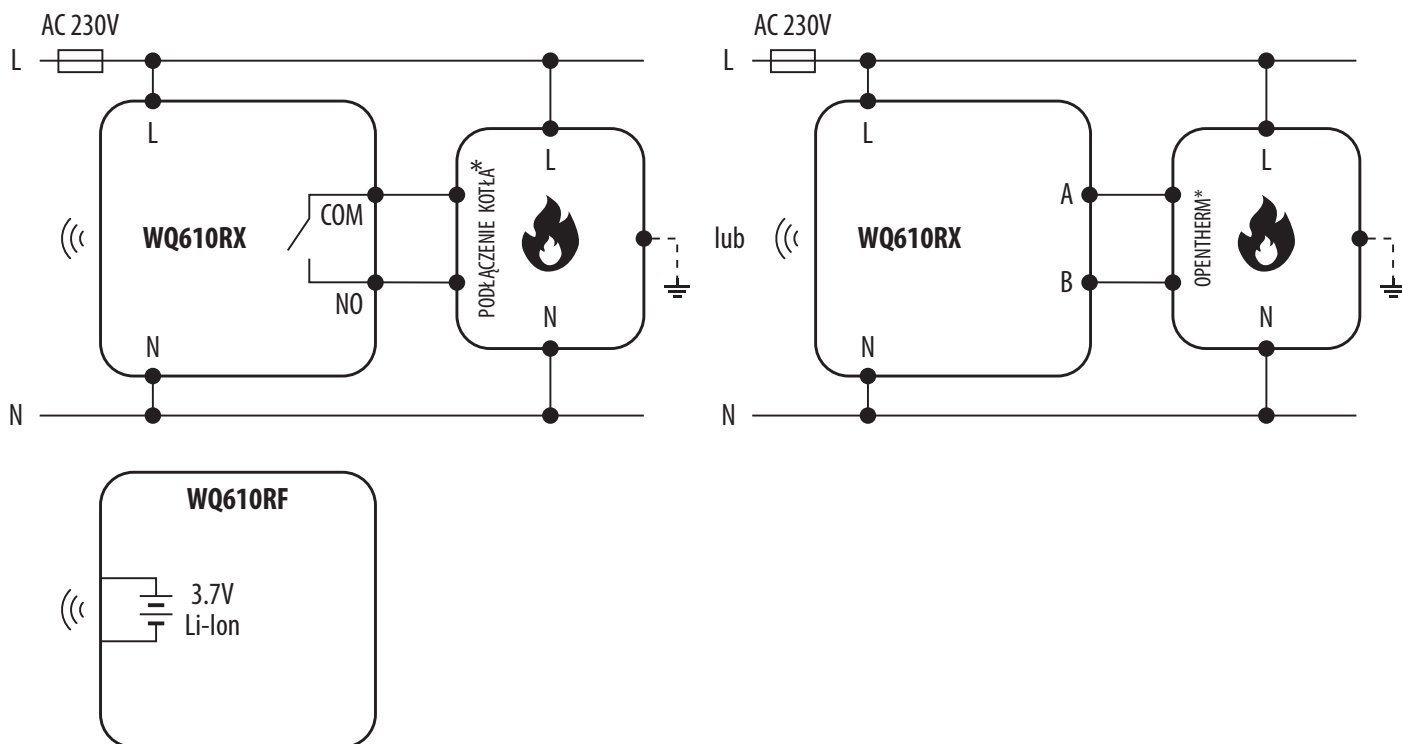 AC 230V
L
L
WQ610RX
COM
NO
N
N
PODŁĄCZENIE KOTŁA*
L
N
lub
AC 230V
L
L
WQ610RX
A
B
N
N
OPENTHERM*
L
N
WQ610RF
3.7V
Li-Ion